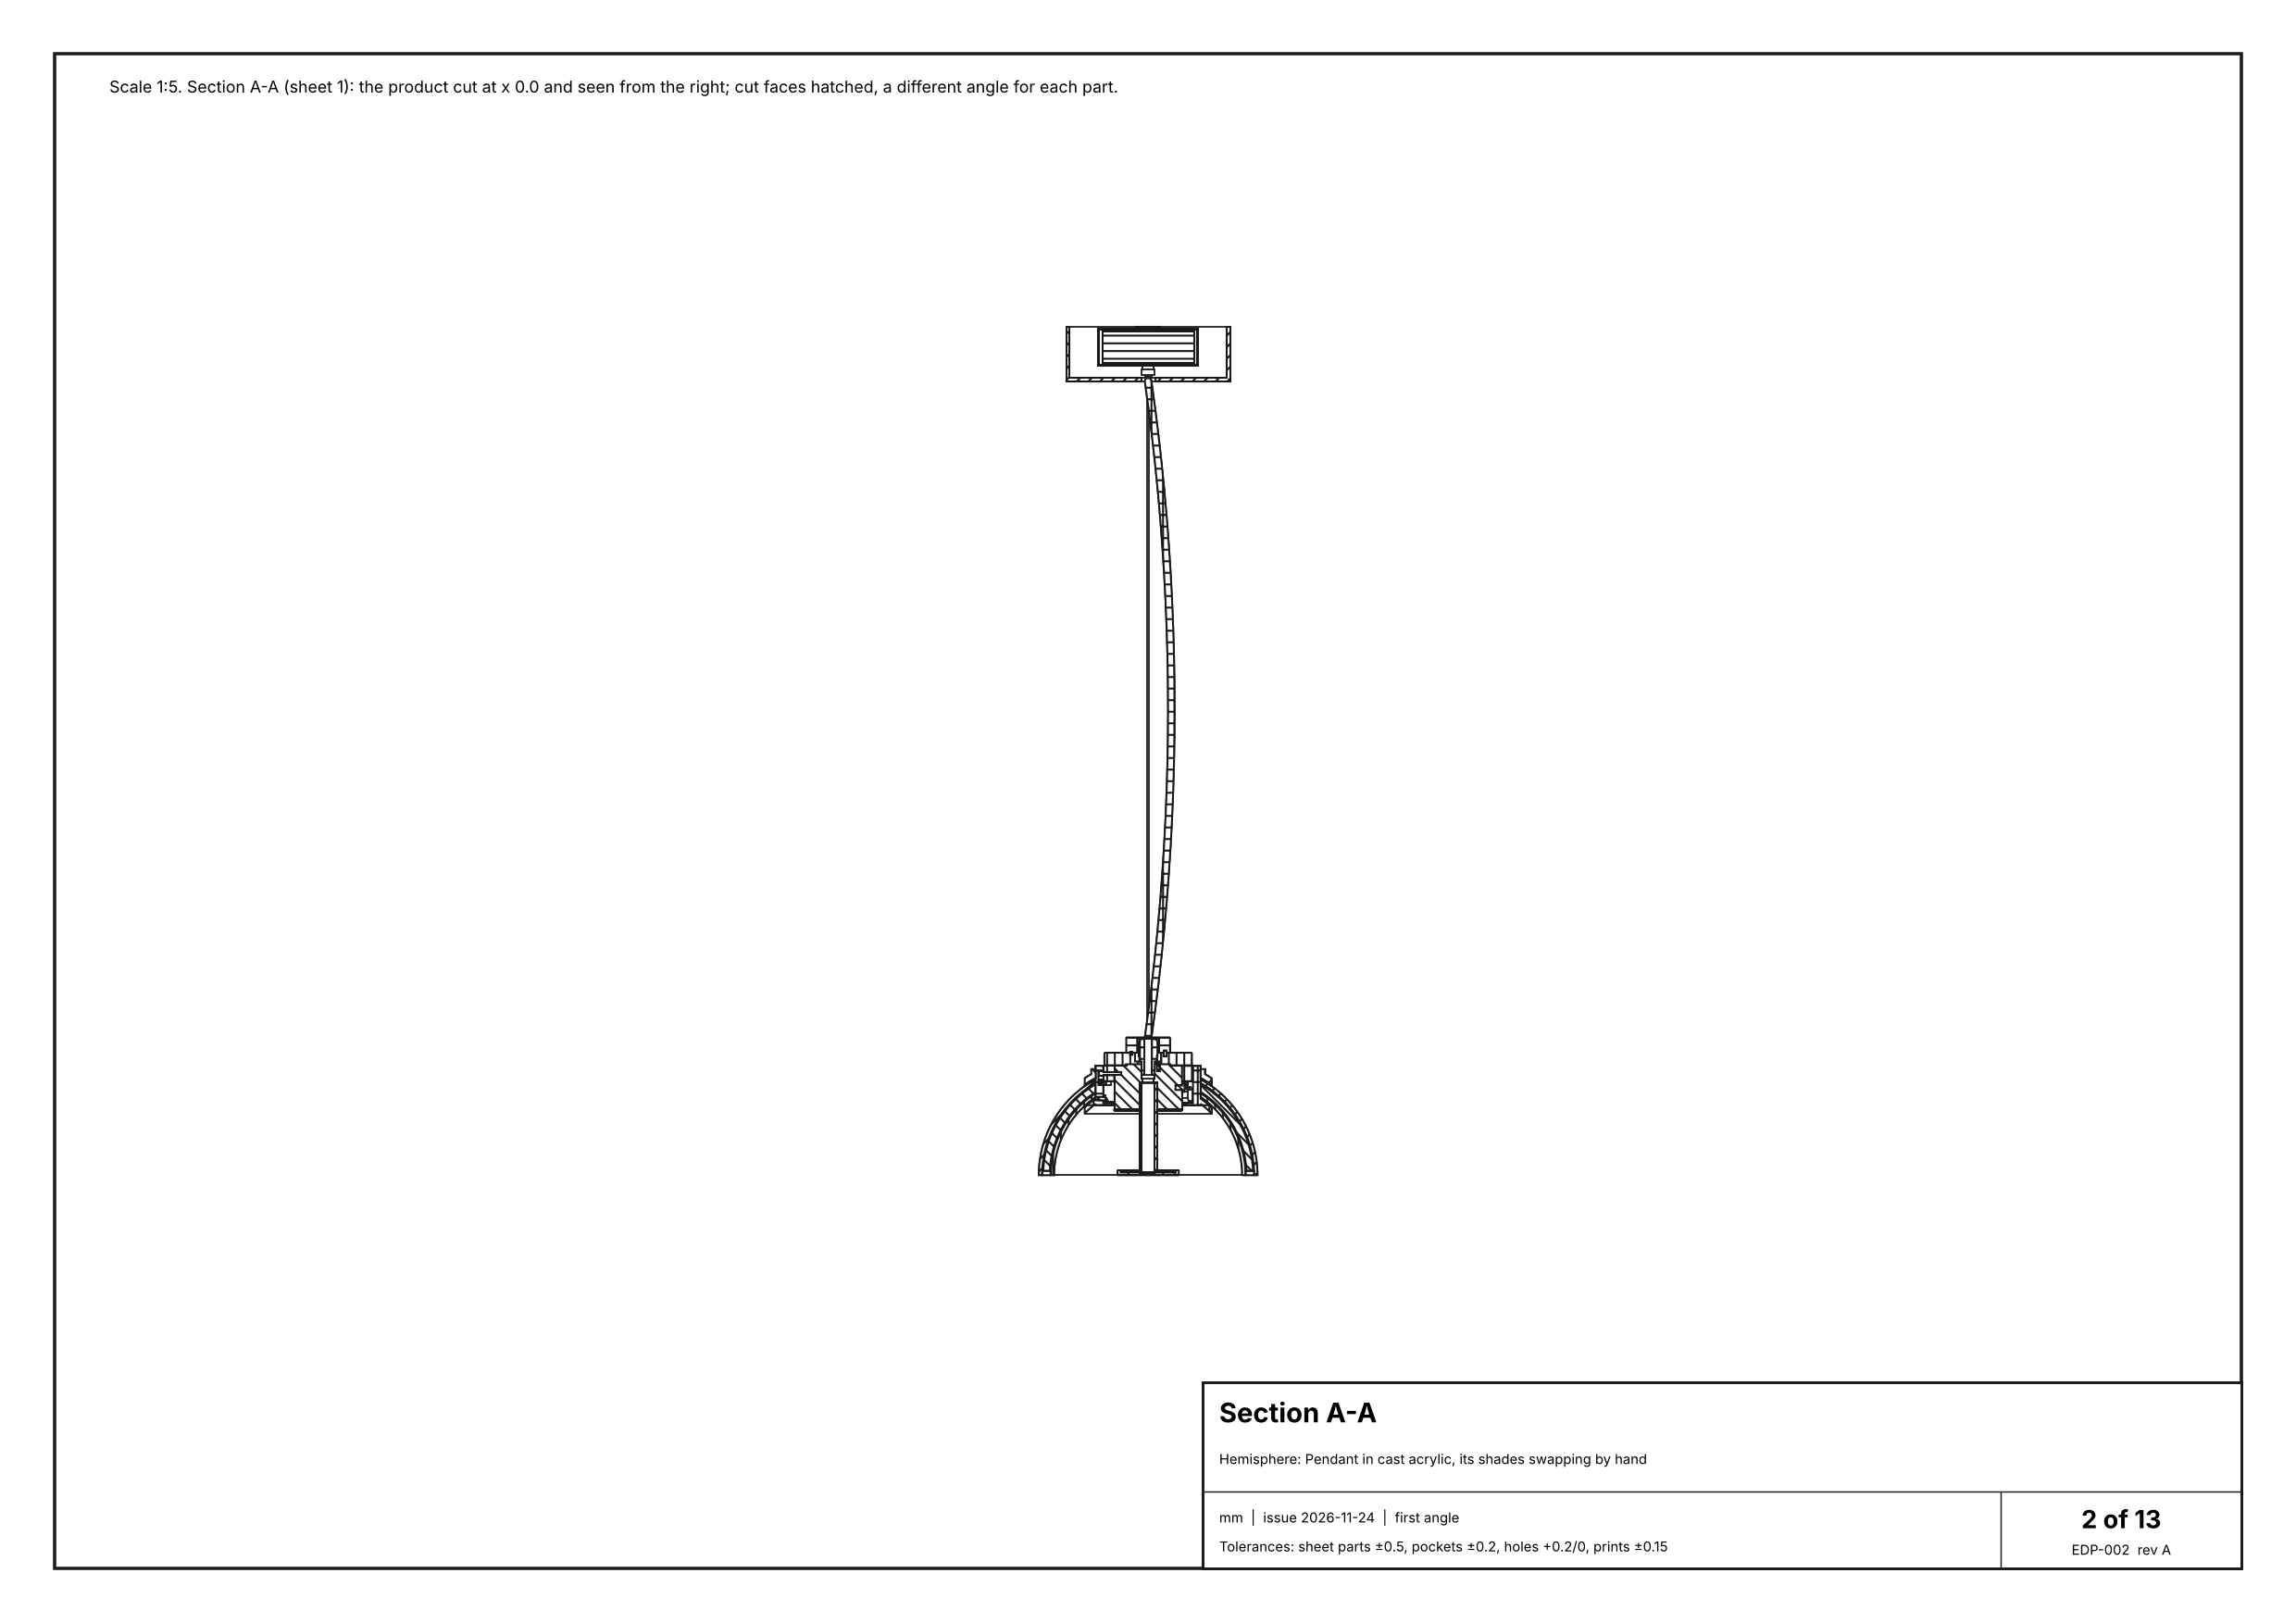 Scale 1:5. Section A-A (sheet 1): the product cut at x 0.0 and seen from the right; cut faces hatched, a different angle for each part.
Section A-A
Hemisphere: Pendant in cast acrylic, its shades swapping by hand
mm | issue 2026-11-24 | first angle
Tolerances: sheet parts ±0.5, pockets ±0.2, holes +0.2/0, prints ±0.15
2 of 13
EDP-002 rev A